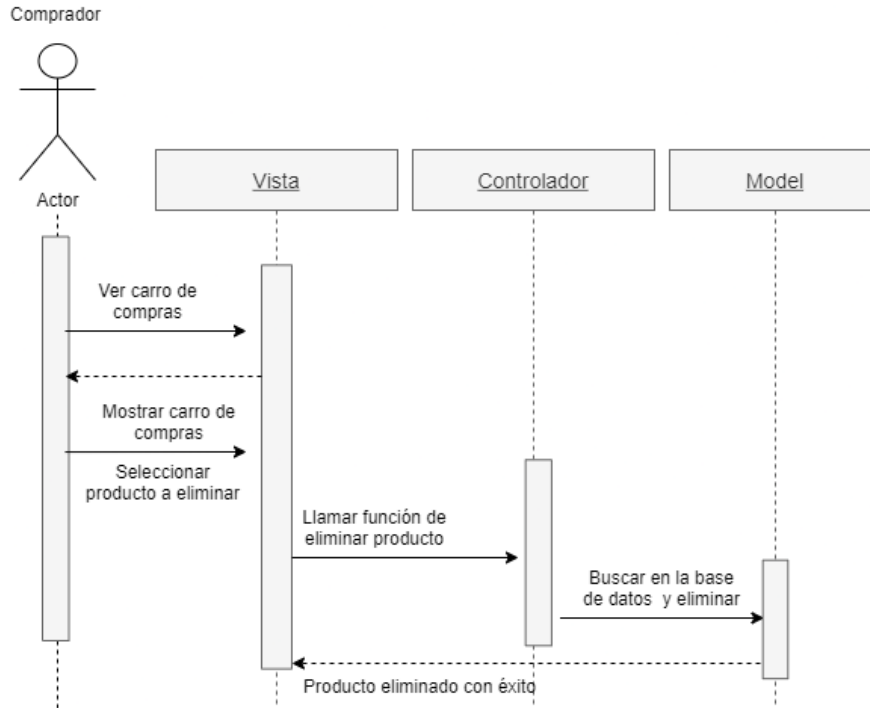 Comprador
Actor
Vista
Controlador
Model
Ver carro de
compras
Mostrar carro de
compras
Seleccionar
producto a eliminar
Llamar función de
eliminar producto
Buscar en la base
de datos y eliminar
Producto eliminado con éxito